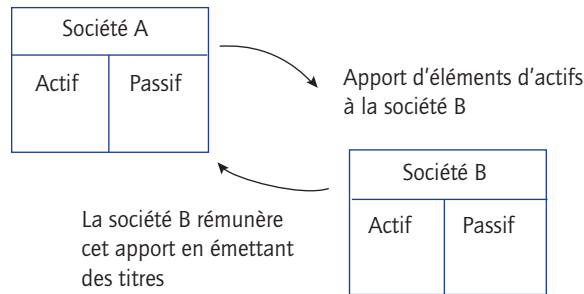 Société A
Actif
Passif
Apport d'éléments d'actifs
à la société B
Société B
Actif
Passif
La société B rémunère
cet apport en émettant
des titres